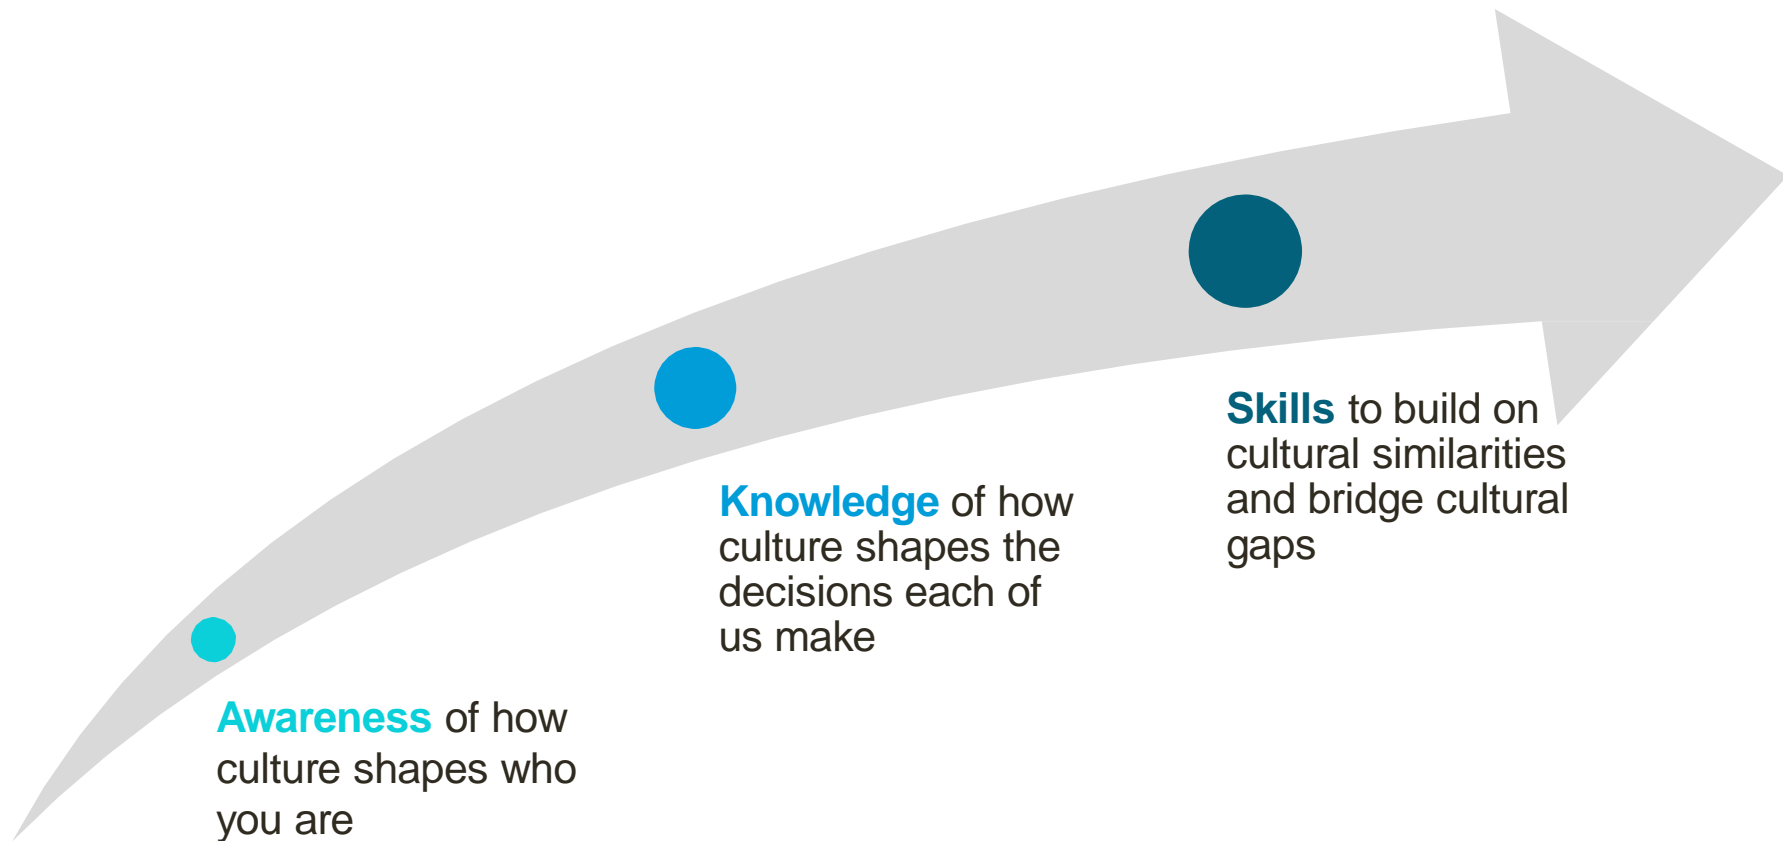 Awareness of how
culture shapes who
you are
Knowledge of how
culture shapes the
decisions each of
us make
Skills to build on
cultural similarities
and bridge cultural
gaps